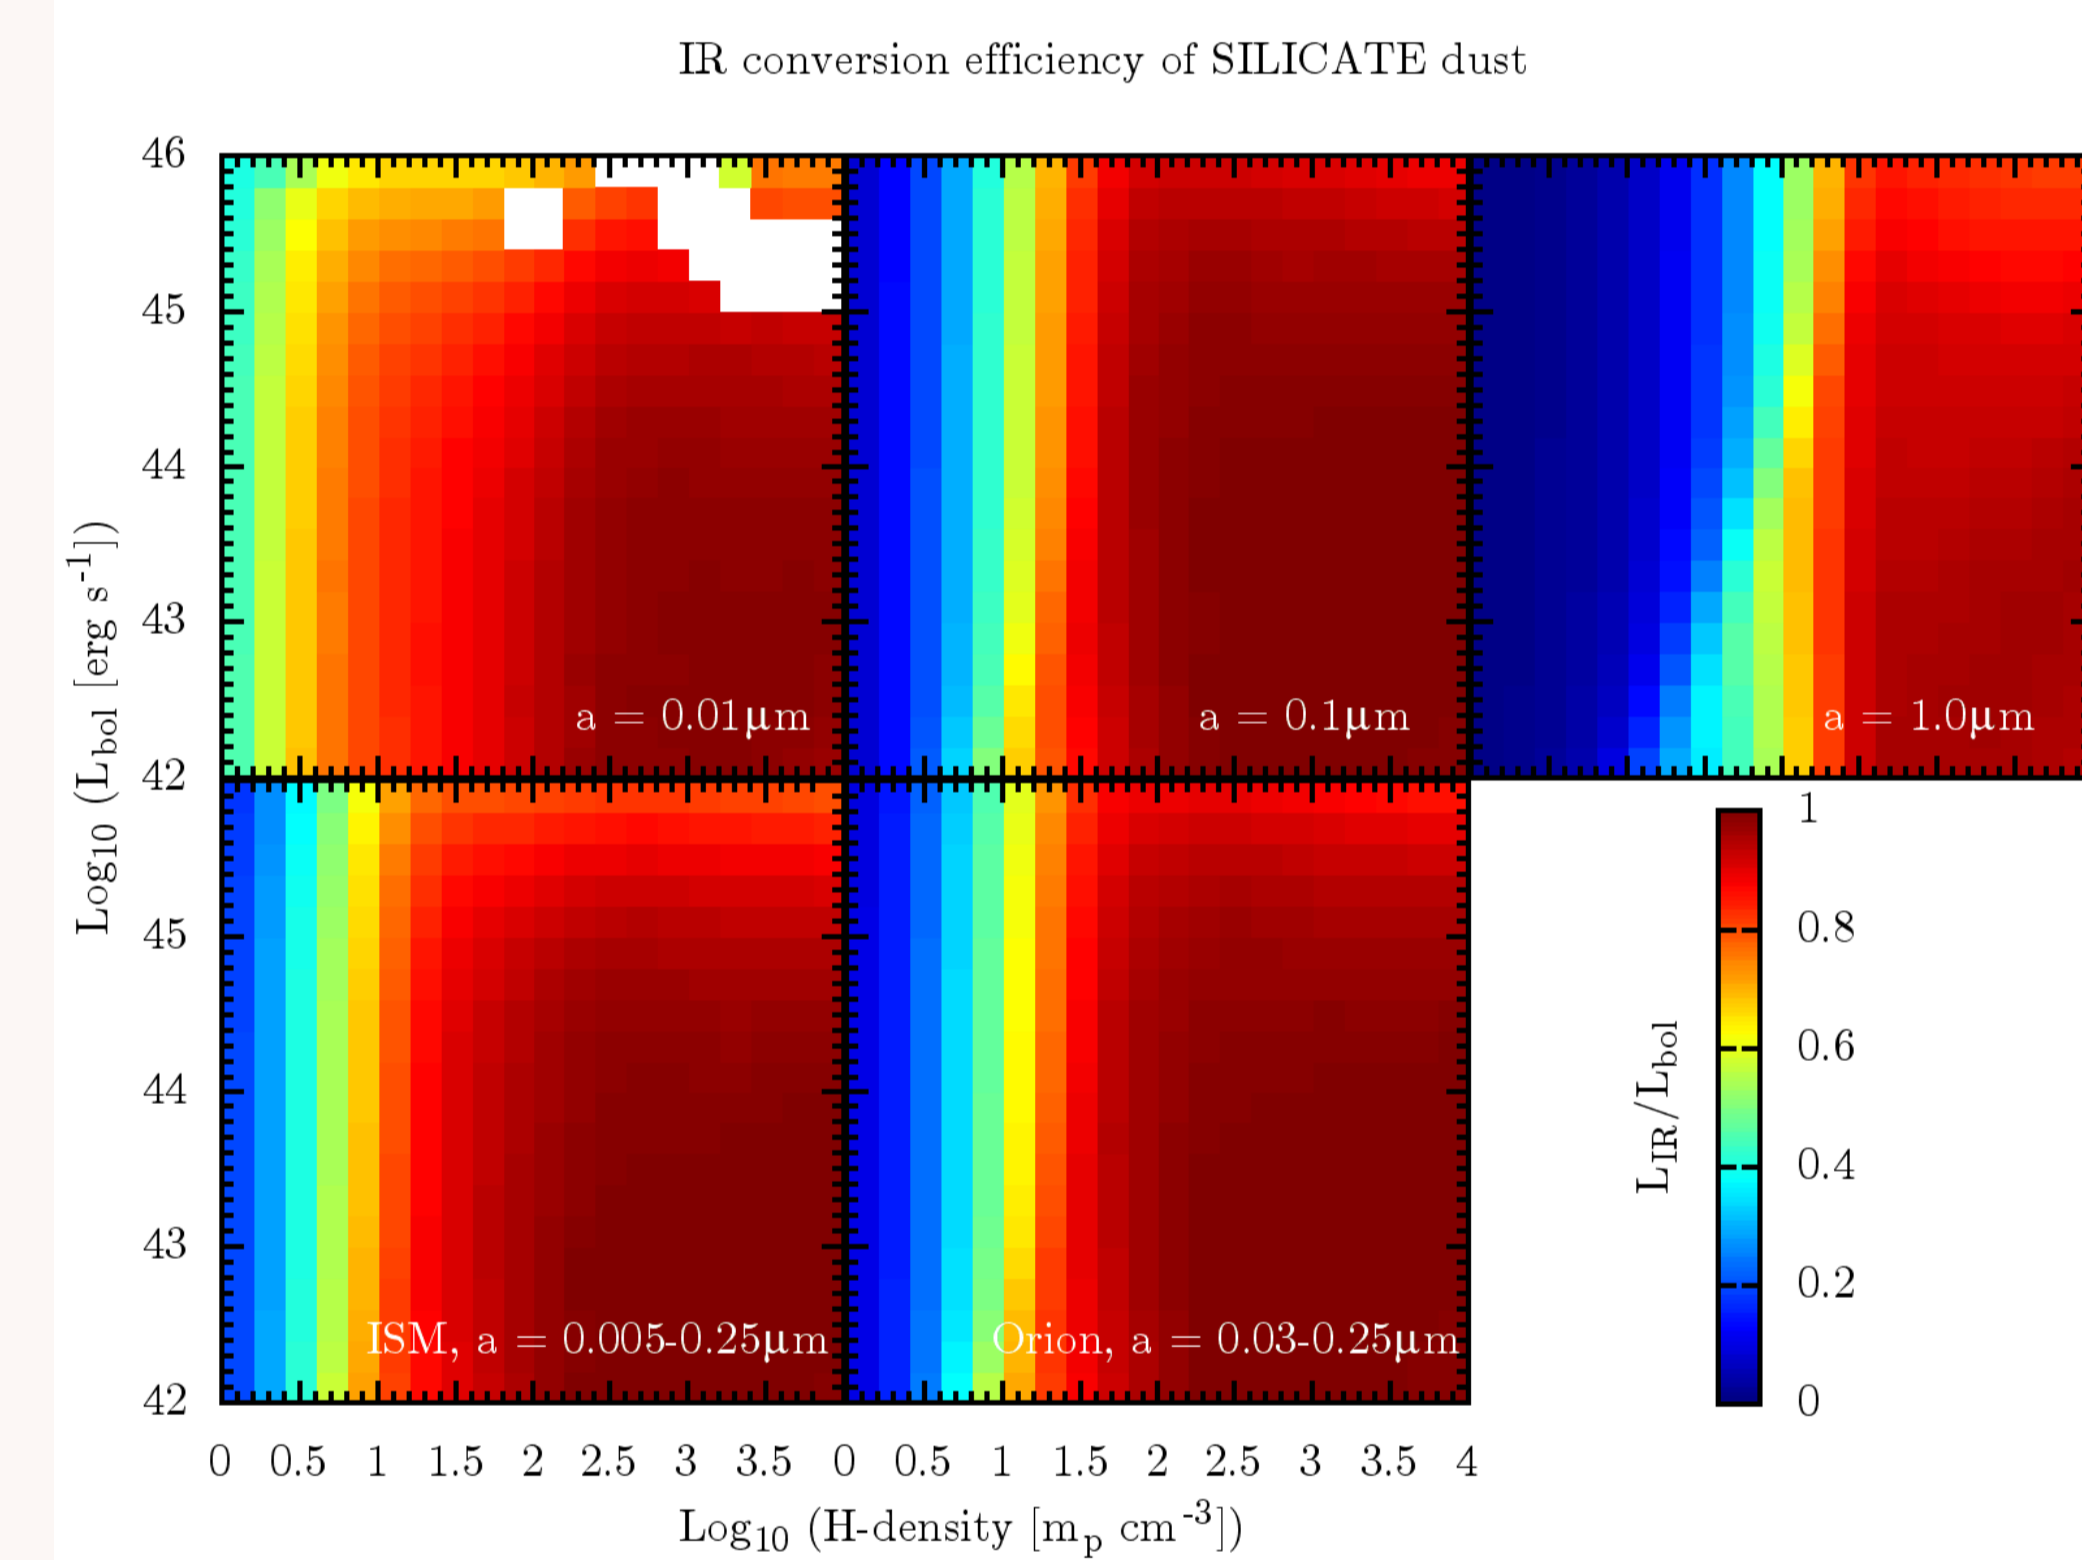 IR conversion efficiency of SILICATE dust
46
45
44
43
42
a = 0.01μm
a = 0.1μm
a = 1.0μm
Log10 (Lbol [erg s-1])
45
44
43
42
ISM, a = 0.005-0.25μm
Orion, a = 0.03-0.25μm
1
0.8
0.6
0.4
0.2
0
LIR/Lbol
0 0.5 1 1.5 2 2.5 3 3.5 0 0.5 1 1.5 2 2.5 3 3.5 4
Log10 (H-density [mp cm-3])